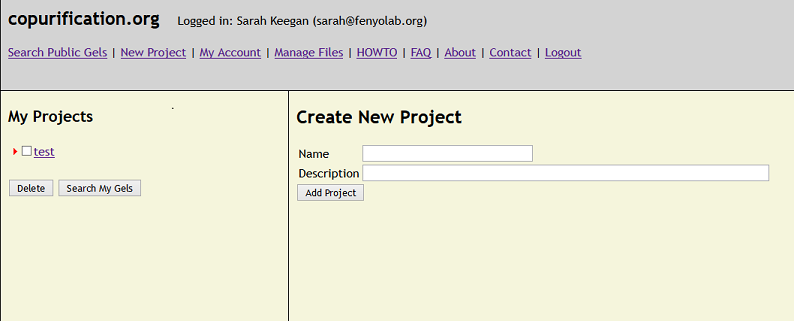 copurification.org Logged in: Sarah Keegan (sarah@fenyolab.org)
Search Public Gels | New Project | My Account | Manage Files | HOWTO | FAQ | About | Contact | Logout
My Projects
test
Delete Search My Gels
Create New Project
Name
Description
Add Project